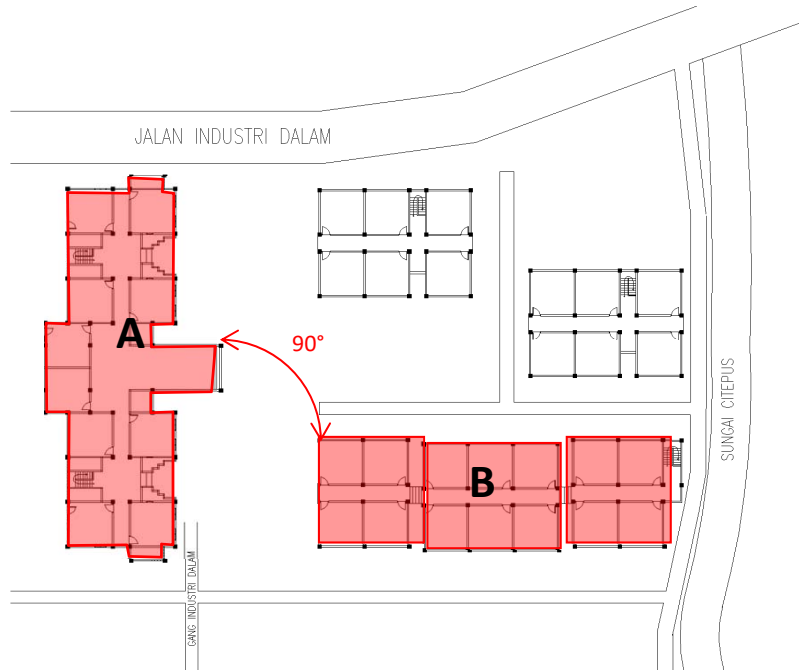 JALAN INDUSTRI DALAM
A
90°
SUNGAI CITEPUS
B
GANG INDUSTRI DALAM